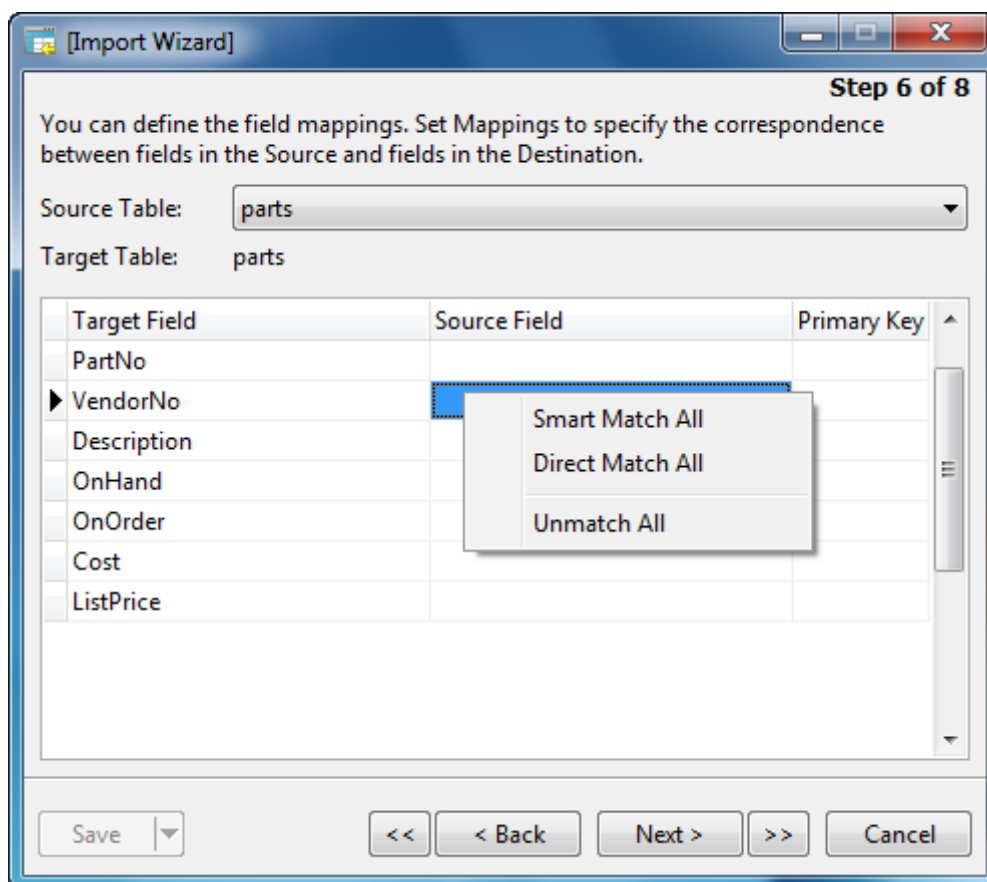 [Import Wizard]
Step 6 of 8
You can define the field mappings. Set Mappings to specify the correspondence
between fields in the Source and fields in the Destination.
Source Table: parts
Target Table: parts
Target Field Source Field Primary Key
PartNo
VendorNo
Smart Match All
Description
Direct Match All
OnHand
OnOrder
Unmatch All
Cost
ListPrice
Save << < Back Next > >> Cancel